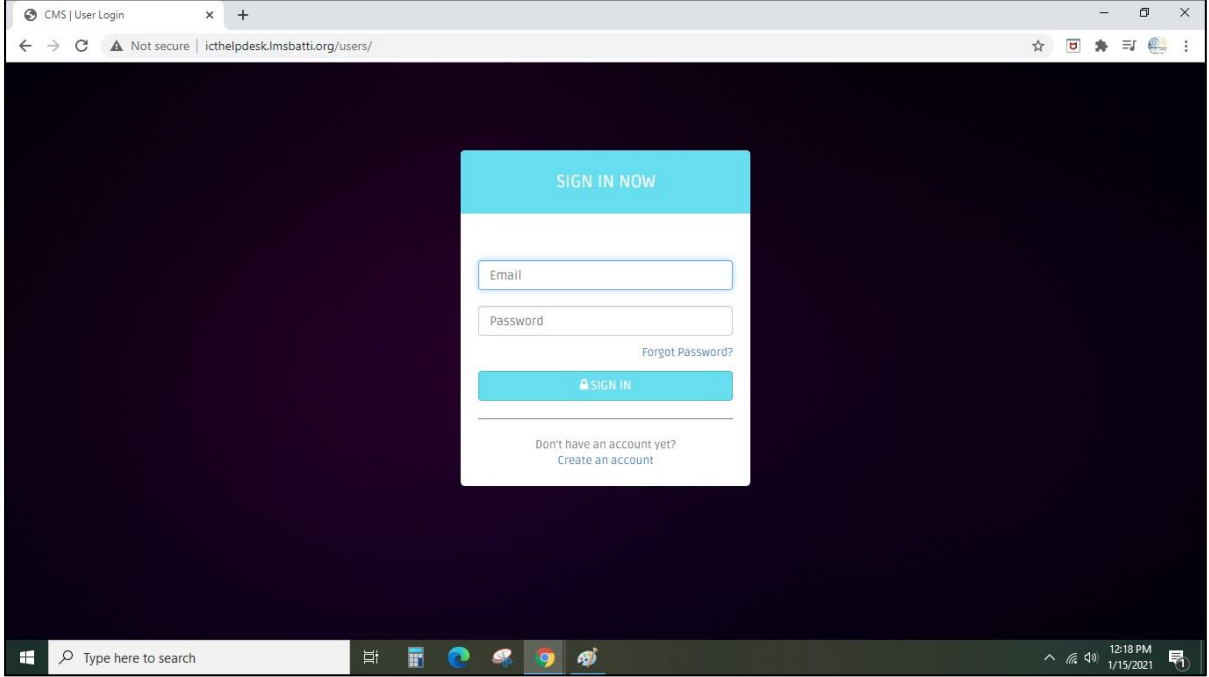 CMS | User Login
Not secure | icthelpdesk.lmsbatti.org/users/
SIGN IN NOW
Email
Password
Forgot Password?
SIGN IN
Don't have an account yet?
Create an account
Type here to search
12:18 PM
1/15/2021
1